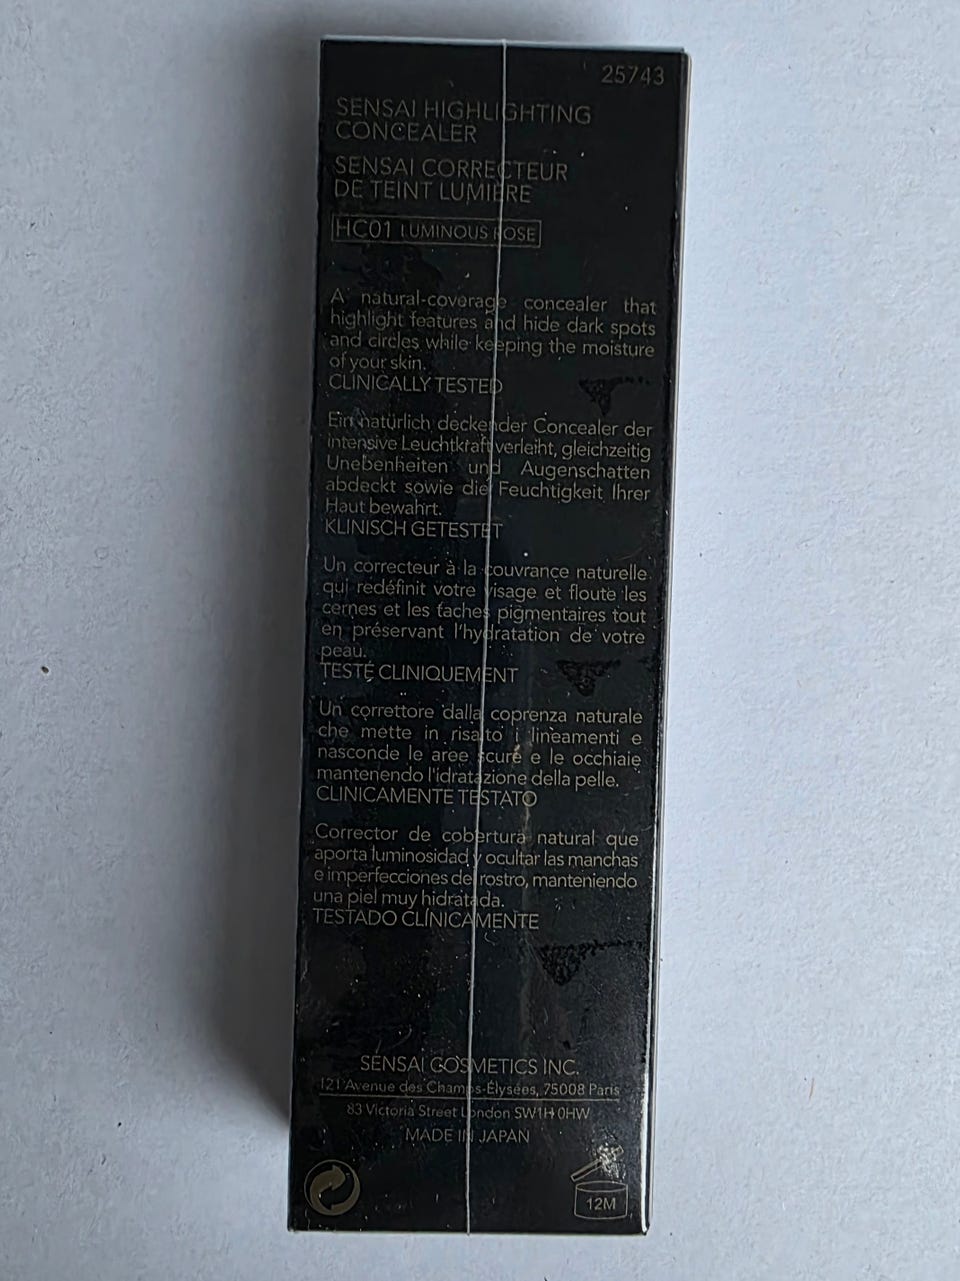 25743
SENSAI HIGHLIGHTING
CONCEALER
SENSAI CORRECTEUR
DE TEINT LUMIÈRE
HC01 LUMINOUS ROSE
A natural-coverage concealer that
highlight features and hide dark spots
and circles while keeping the moisture
of your skin.
CLINICALLY TESTED
Ein natürlich deckender Concealer der
intensive Leuchtkraft verleiht, gleichzeitig
Unebenheiten und Augenschatten
abdeckt sowie die Feuchtigkeit Ihrer
Haut bewahrt.
KLINISCH GETESTET
Un correcteur à la couvrance naturelle
qui redéfinit votre visage et floute les
cernes et les taches pigmentaires tout
en préservant l'hydratation de votre
peau.
TESTÉ CLINIQUEMENT
Un correttore dalla coprenza naturale
che mette in risalto i lineamenti e
nasconde le aree scure e le occhiaie
mantenendo l'idratazione della pelle.
CLINICAMENTE TESTATO
Corrector de cobertura natural que
aporta luminosidad y ocultar las manchas
e imperfecciones del rostro, manteniendo
una piel muy hidratada.
TESTADO CLÍNICAMENTE
SENSAI COSMETICS INC.
121 Avenue des Champs-Élysées, 75008 Paris
83 Victoria Street London SW1H 0HW
MADE IN JAPAN
12M